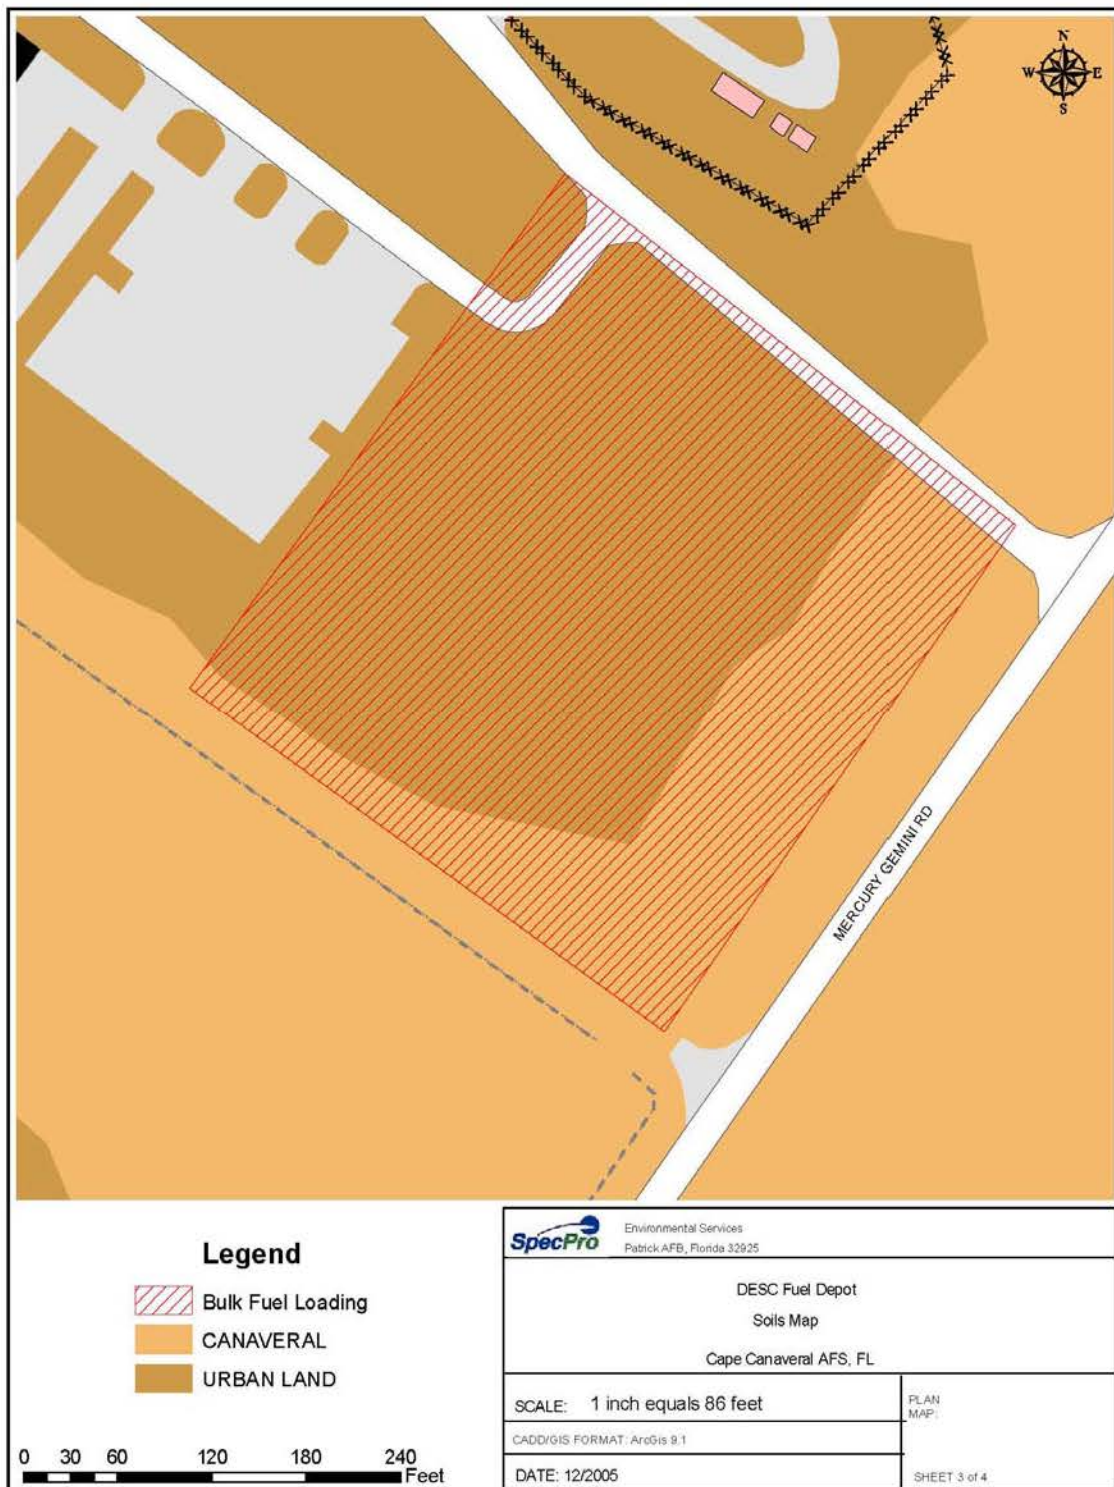 N
W E
S
MERCURY GEMINI RD
Legend
Bulk Fuel Loading
CANAVERAL
URBAN LAND
0 30 60 120 180 240
Feet
SpecPro
Environmental Services
Patrick AFB, Florida 32925
DESC Fuel Depot
Soils Map
Cape Canaveral AFS, FL
SCALE: 1 inch equals 86 feet
PLAN
MAP:
CADD/GIS FORMAT: ArcGis 9.1
DATE: 12/2005
SHEET 3 of 4